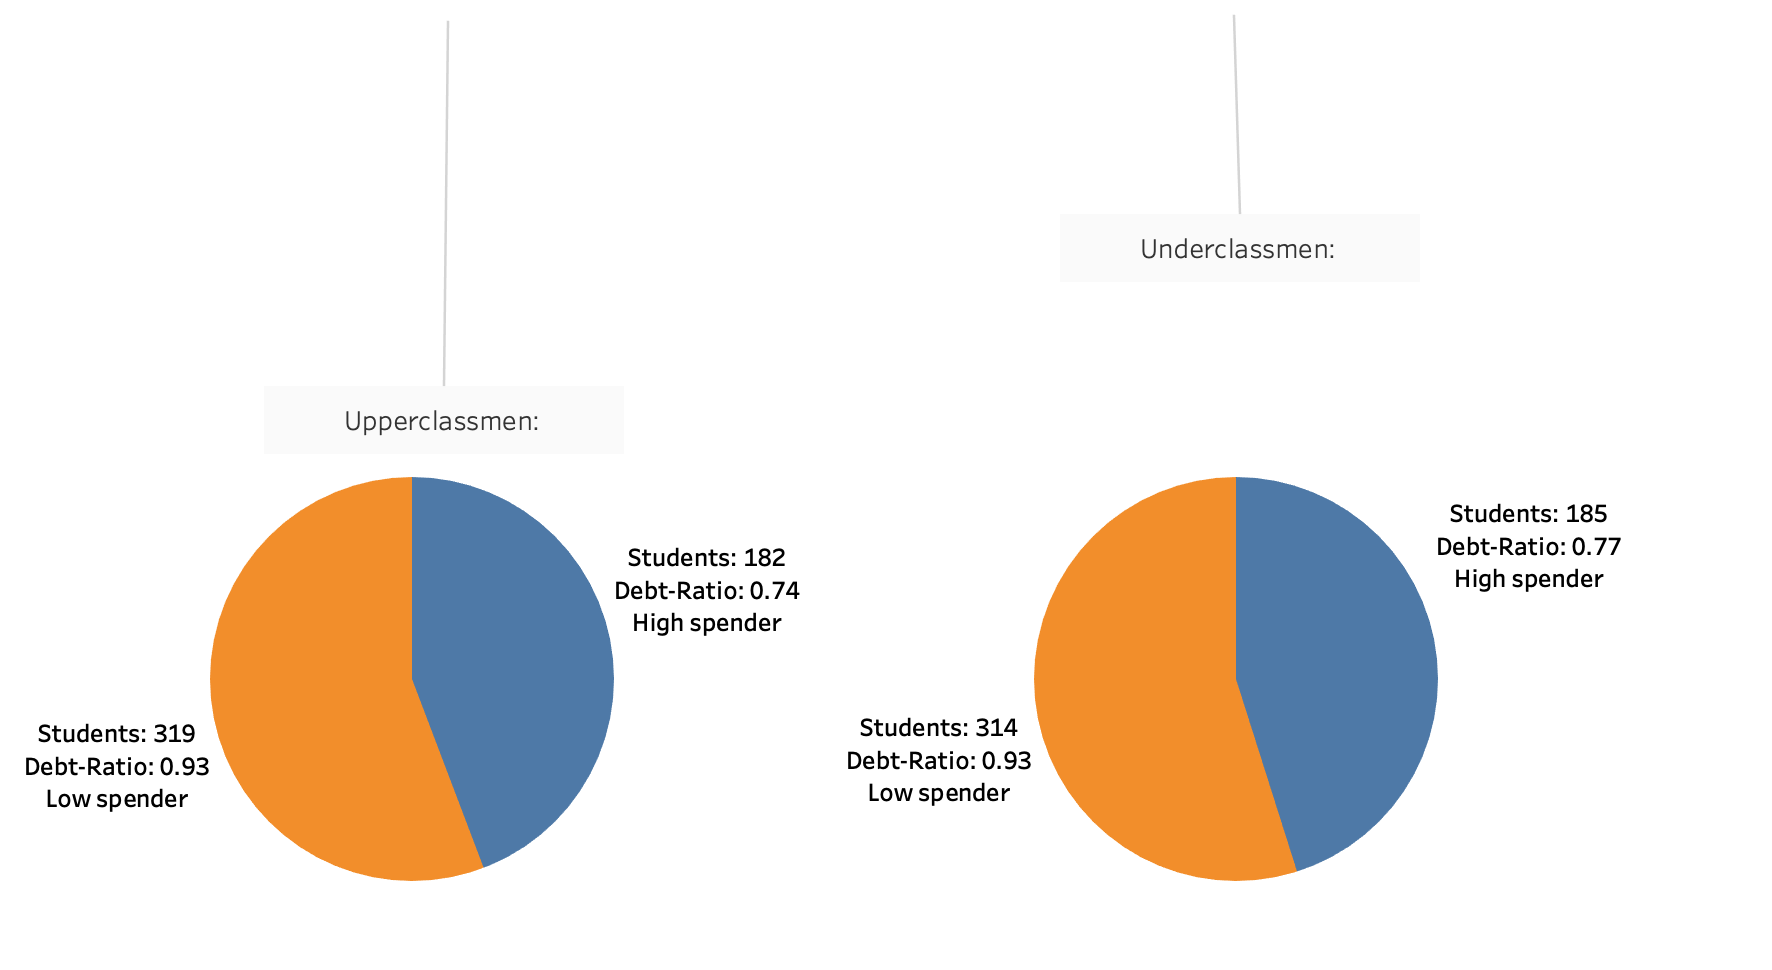 Upperclassmen:
Students: 182
Debt-Ratio: 0.74
High spender
Students: 319
Debt-Ratio: 0.93
Low spender
Underclassmen:
Students: 185
Debt-Ratio: 0.77
High spender
Students: 314
Debt-Ratio: 0.93
Low spender